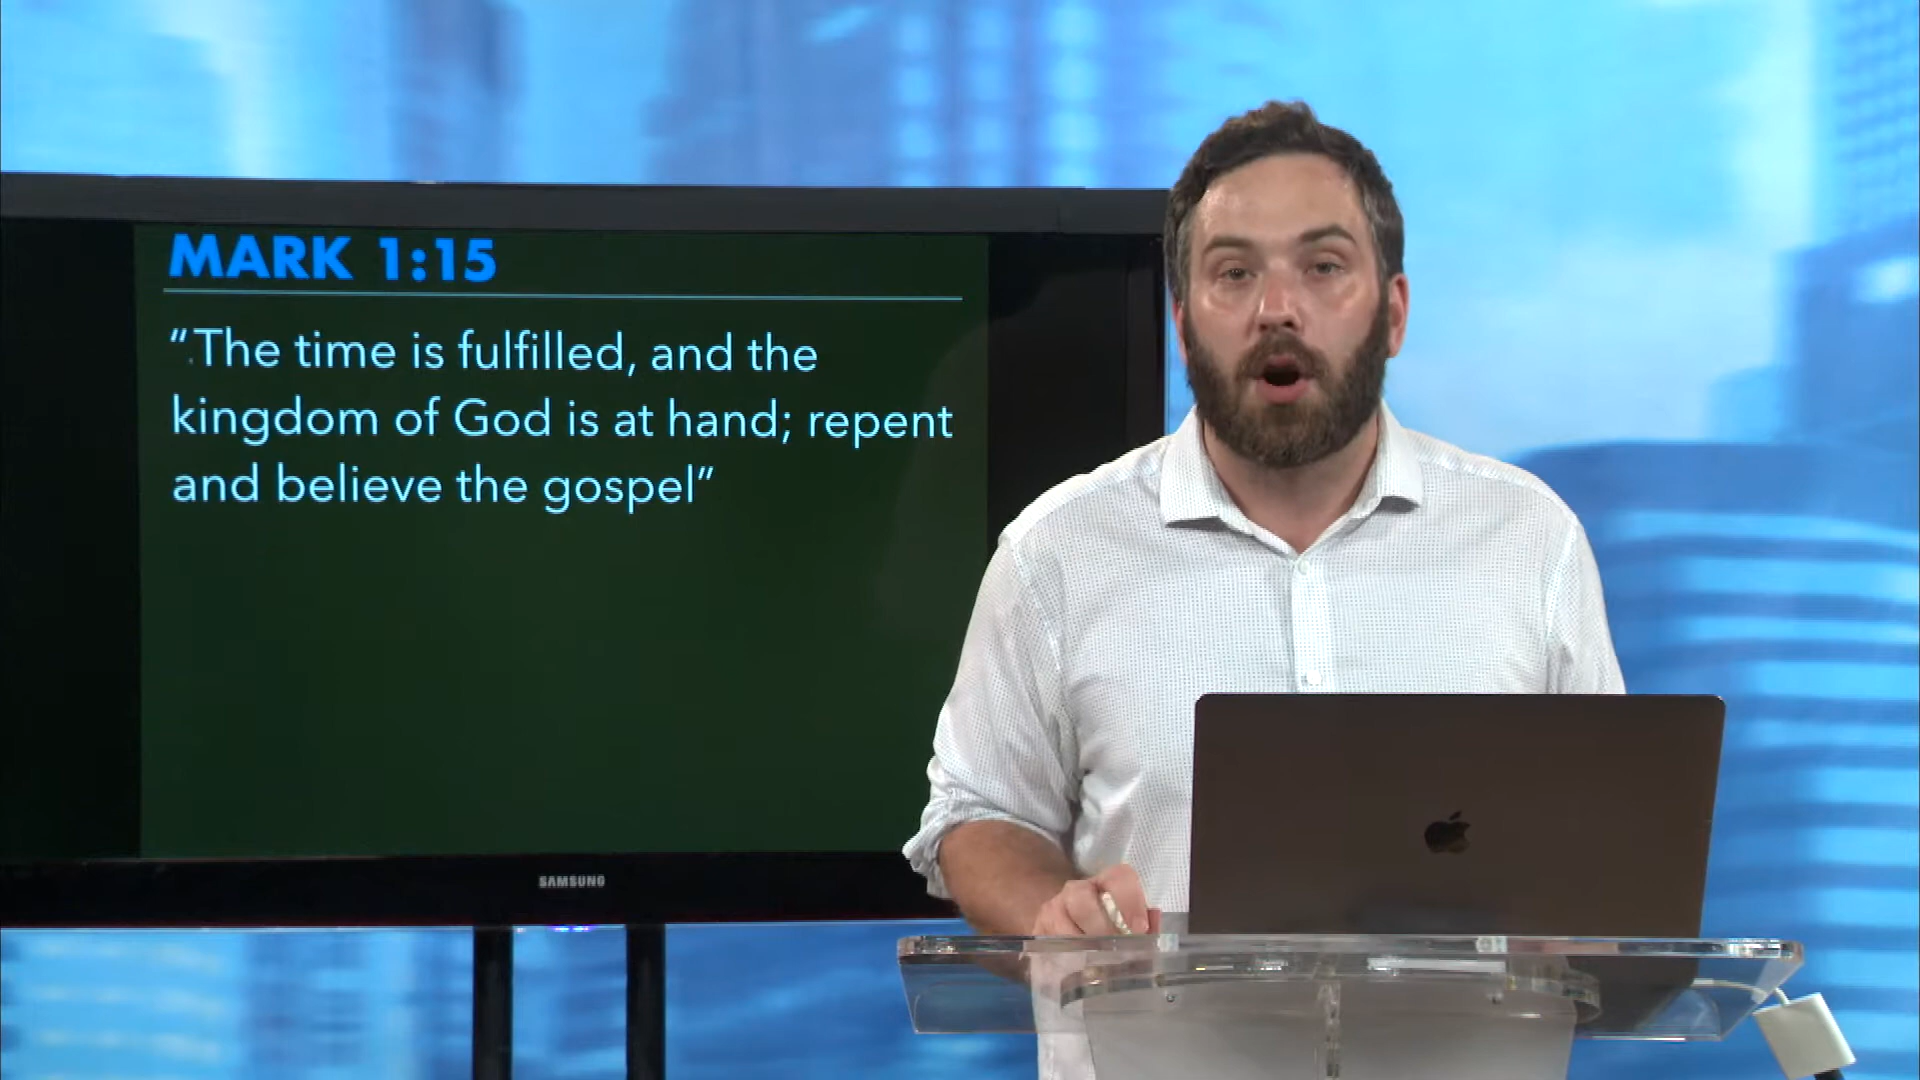 MARK 1:15
“The time is fulfilled, and the
kingdom of God is at hand; repent
and believe the gospel”
SAMSUNG